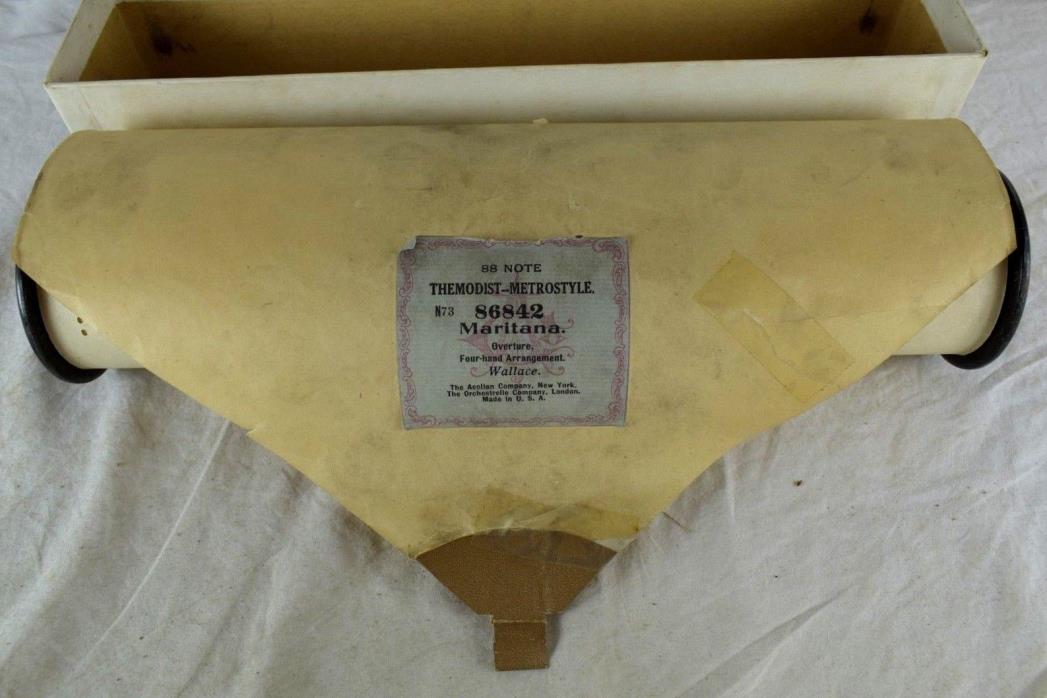 88 NOTE
THEMODIST–METROSTYLE.
N73 86842
Maritana.
Overture,
Four-hand Arrangement.
Wallace.
The Aeolian Company, New York.
The Orchestrelle Company, London.
Made in U. S. A.